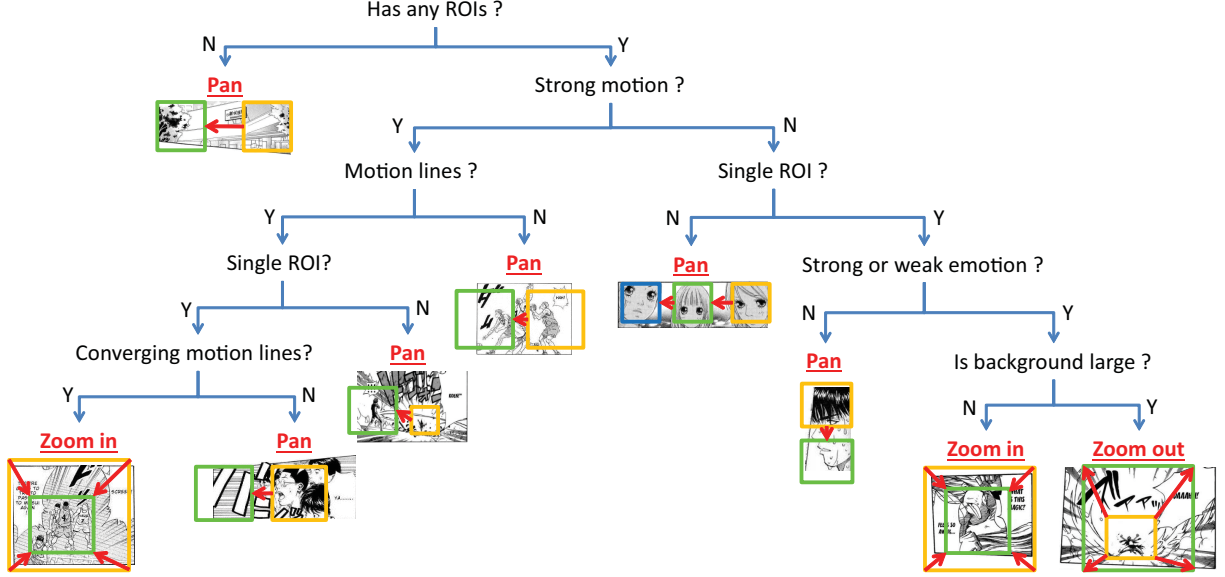 Has any ROIs ?
N
Y
Pan
Strong motion ?
Y
N
Motion lines ?
Single ROI ?
Y
N
N
Y
Single ROI?
Pan
Pan
Strong or weak emotion ?
Y
N
N
Y
Converging motion lines?
Pan
Pan
Is background large ?
Y
N
N
Y
Zoom in
Pan
Zoom in
Zoom out